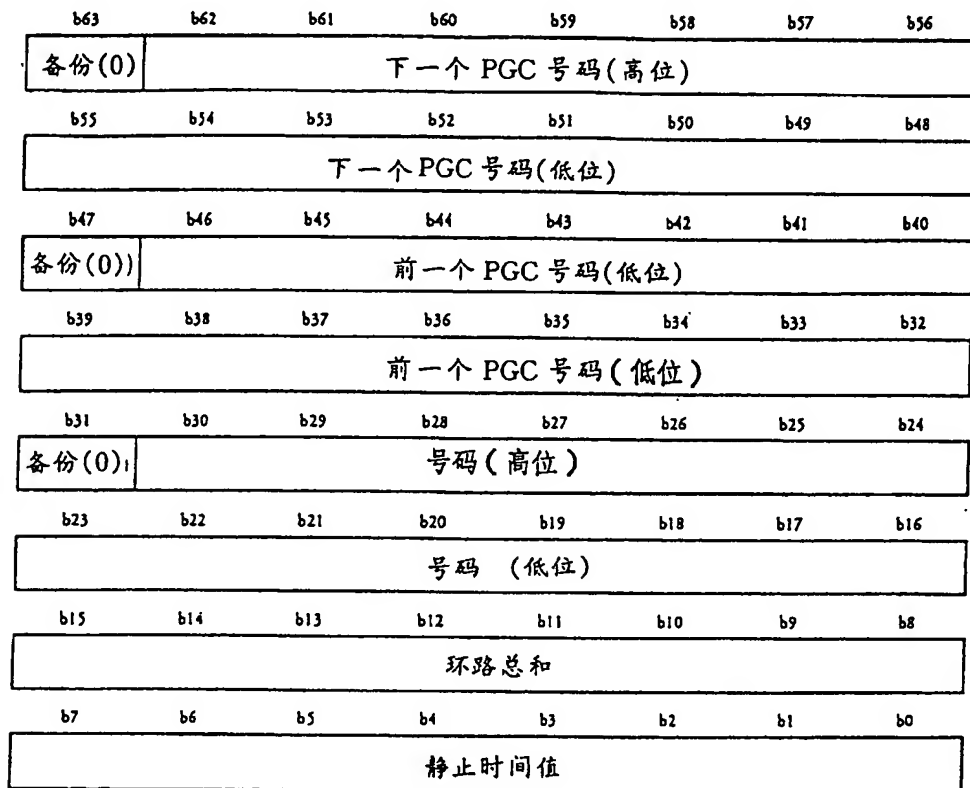 b63 b62 b61 b60 b59 b58 b57 b56
备份(0) 下一个 PGC 号码(高位)
b55 b54 b53 b52 b51 b50 b49 b48
下一个 PGC 号码(低位)
b47 b46 b45 b44 b43 b42 b41 b40
备份(0)) 前一个 PGC 号码(低位)
b39 b38 b37 b36 b35 b34 b33 b32
前一个 PGC 号码(低位)
b31 b30 b29 b28 b27 b26 b25 b24
备份(0) 号码(高位)
b23 b22 b21 b20 b19 b18 b17 b16
号码 (低位)
b15 b14 b13 b12 b11 b10 b9 b8
环路总和
b7 b6 b5 b4 b3 b2 b1 b0
静止时间值